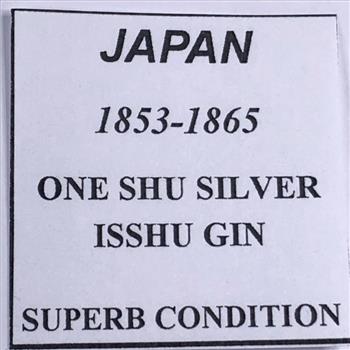 JAPAN
1853-1865
ONE SHU SILVER
ISSHU GIN
SUPERB CONDITION